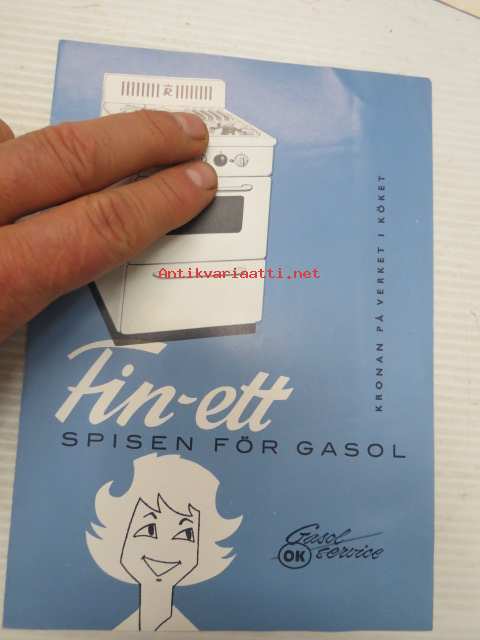 Antikvariaatti.net
KRONAN PÅ VERKET I KÖKET
Fin-ett
SPISEN FÖR GASOL
Gasol
OK service